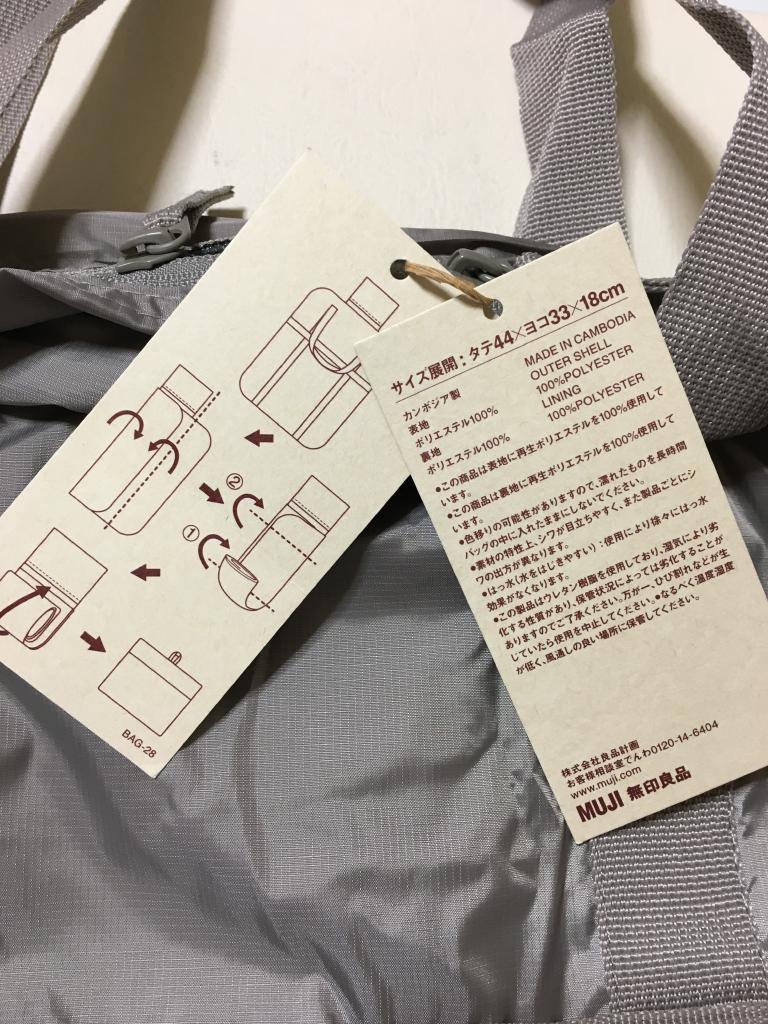 サイズ展開：タテ44×ヨコ33×18cm
カンボジア製
表地
ポリエステル100%
裏地
ポリエステル100%
MADE IN CAMBODIA
OUTER SHELL
100%POLYESTER
LINING
100%POLYESTER
●この商品は表地に再生ポリエステルを100%使用して
います。
●この商品は裏地に再生ポリエステルを100%使用して
います。
●色移りの可能性がありますので、濡れたものを長時間
バッグの中に入れたままにしないでください。
●素材の特性上、シワが目立ちやすく、また製品ごとにシ
ワの出方が異なります。
●はっ水(水をはじきやすい)：使用により徐々にはっ水
効果がなくなります。
●この製品はウレタン樹脂を使用しており、湿気により劣
化する性質があり、保管状況によっては劣化することが
ありますのでご了承ください。万が一、ひび割れなどが生
じていたら使用を中止してください。●なるべく温度湿度
が低く、風通しの良い場所に保管してください。
株式会社良品計画
お客様相談室でんわ0120-14-6404
www.muji.com
MUJI 無印良品
②
①
BAG-28